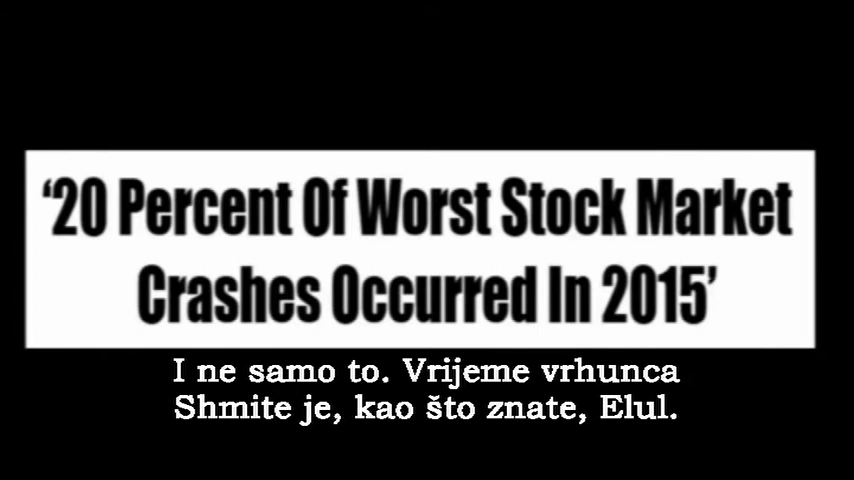 ‘20 Percent Of Worst Stock Market
Crashes Occurred In 2015’
I ne samo to. Vrijeme vrhunca
Shmite je, kao što znate, Elul.